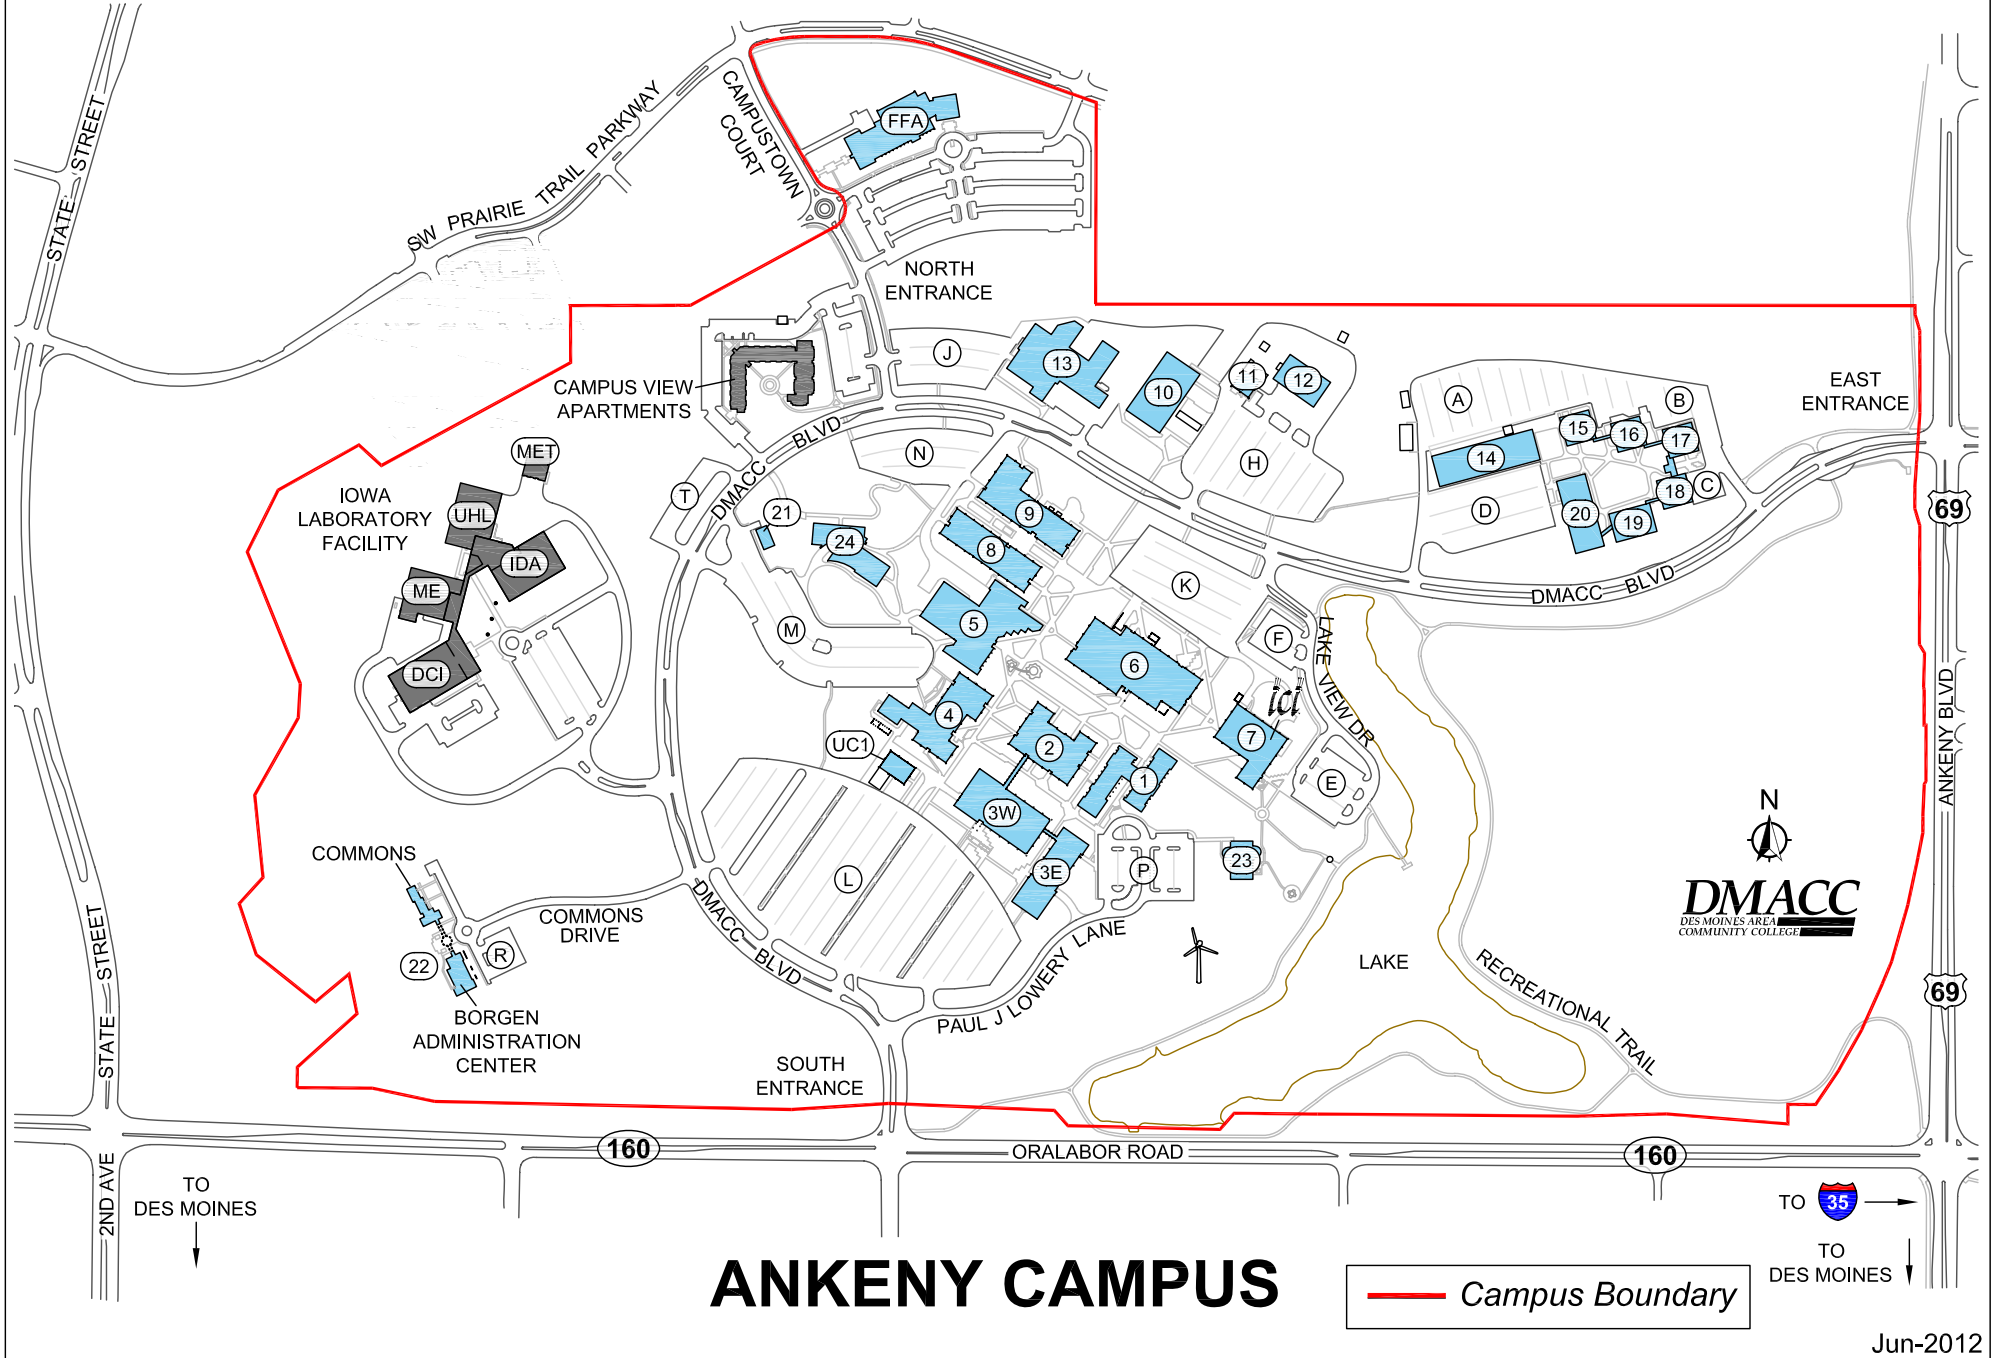 STATE STREET
SW PRAIRIE TRAIL PARKWAY
CAMPUSTOWN
COURT
FFA
NORTH
ENTRANCE
CAMPUS VIEW
APARTMENTS
J
13
10
11
12
A
B
EAST
ENTRANCE
15
16
17
14
18
C
D
20
19
H
N
DMACC BLVD
T
MET
IOWA
LABORATORY
FACILITY
UHL
IDA
ME
DCI
21
24
9
8
5
K
DMACC BLVD
69
M
F
LAKE VIEW DR
6
ici
7
4
2
1
E
UC1
3W
3E
P
23
ANKENY BLVD
N
DMACC
DES MOINES AREA
COMMUNITY COLLEGE
COMMONS
COMMONS
DRIVE
L
22
R
BORGEN
ADMINISTRATION
CENTER
DMACC BLVD
PAUL J LOWERY LANE
LAKE
RECREATIONAL TRAIL
69
STATE STREET
SOUTH
ENTRANCE
160
ORALABOR ROAD
160
2ND AVE
TO
DES MOINES
TO 35
TO
DES MOINES
ANKENY CAMPUS
Campus Boundary
Jun-2012